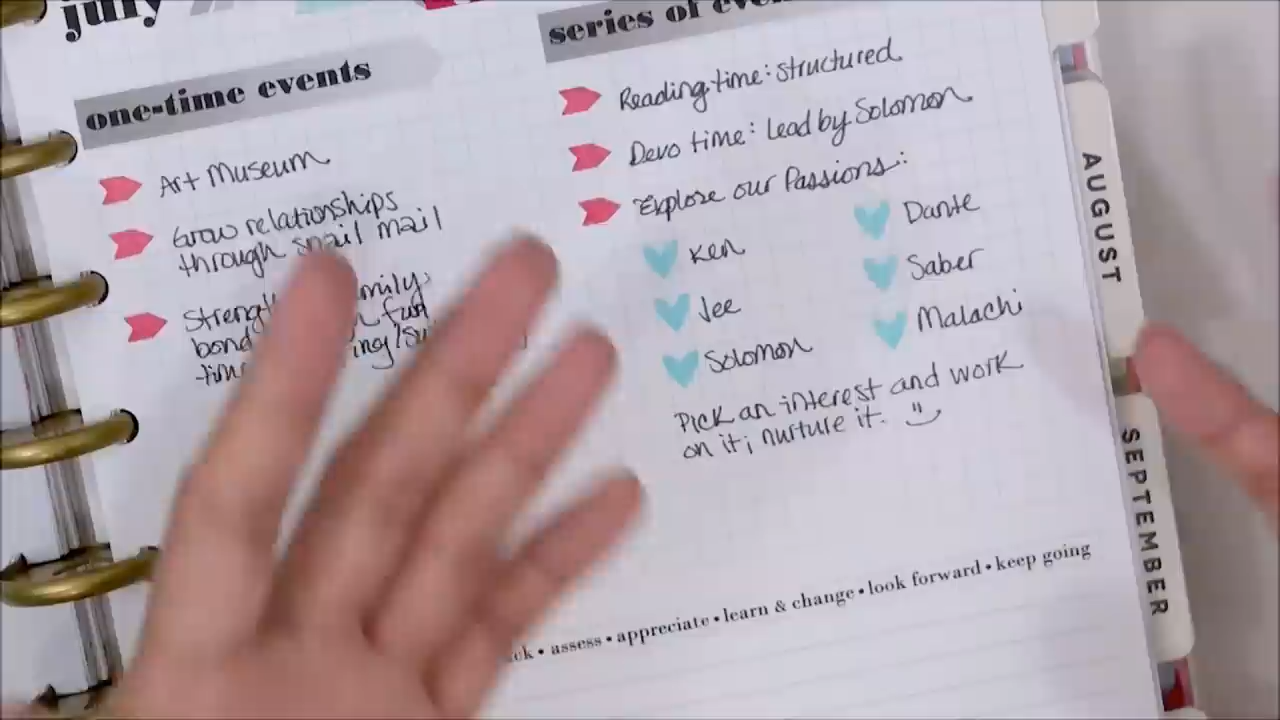 july
one-time events
Art Museum
Grow relationships
through snail mail
bond
series of
Reading time: structured
Devo time: Lead by Solomon
Explore our Passions:
Ken
Jee
Solomon
Dante
Saber
Malachi
Pick an interest and work
on it; nurture it.
• assess • appreciate • learn & change • look forward • keep going
AUGUST
SEPTEMBER